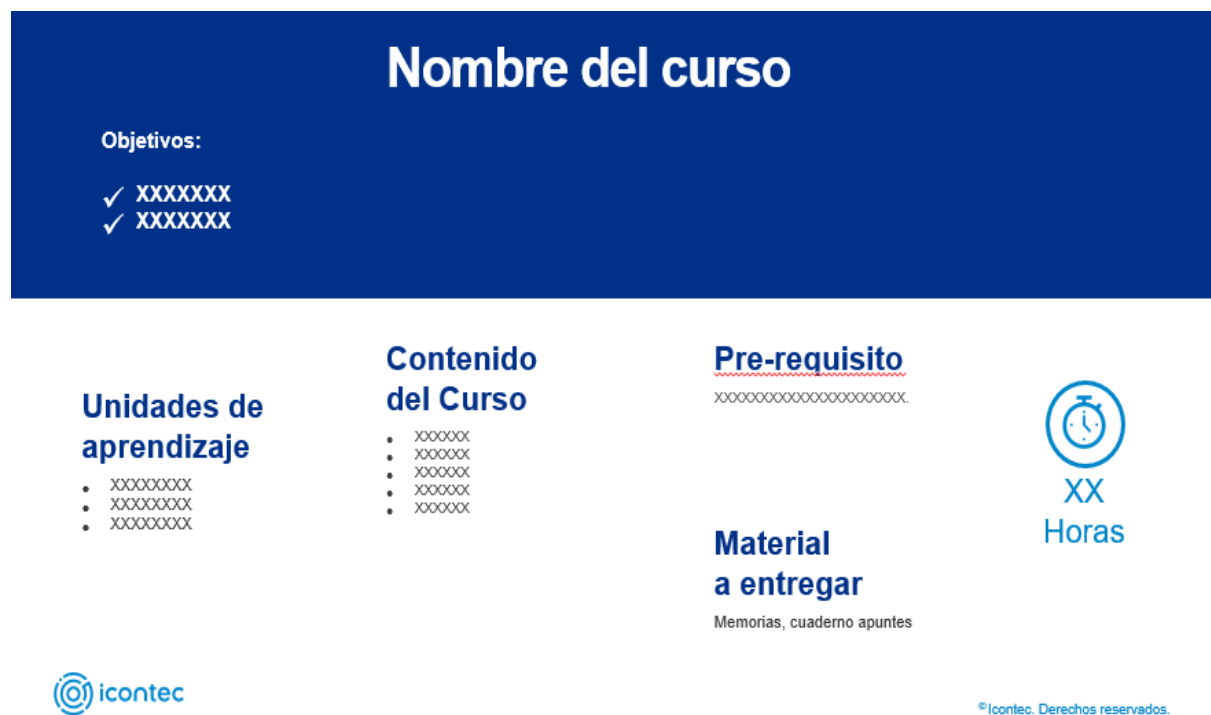 Nombre del curso
Objetivos:
✓ XXXXXXX
✓ XXXXXXX
Unidades de
aprendizaje
• XXXXXXXX
• XXXXXXXX
• XXXXXXXX
Contenido
del Curso
• XXXXXX
• XXXXXX
• XXXXXX
• XXXXXX
• XXXXXX
Pre-requisito
XXXXXXXXXXXXXXXXXXXXX.
Material
a entregar
Memorias, cuaderno apuntes
XX
Horas
icontec
©Icontec. Derechos reservados.